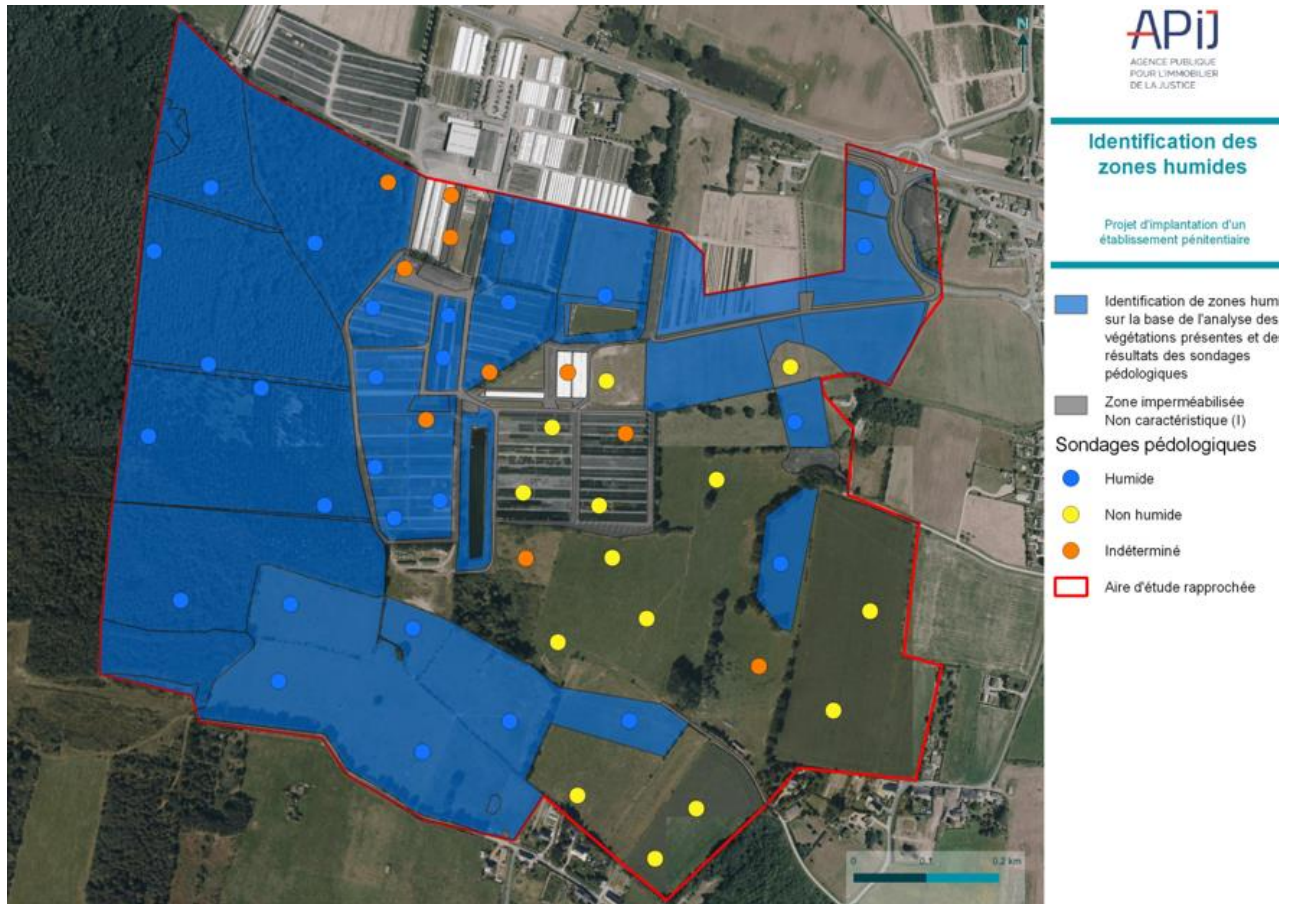 N
APiJ
AGENCE PUBLIQUE
POUR L'IMMOBILIER
DE LA JUSTICE
Identification des
zones humides
Projet d'implantation d'un
établissement pénitentiaire
Identification de zones hum
sur la base de l'analyse des
végétations présentes et de
résultats des sondages
pédologiques
Zone imperméabilisée
Non caractéristique (I)
Sondages pédologiques
Humide
Non humide
Indéterminé
Aire d'étude rapprochée
0 0.1 0.2 km